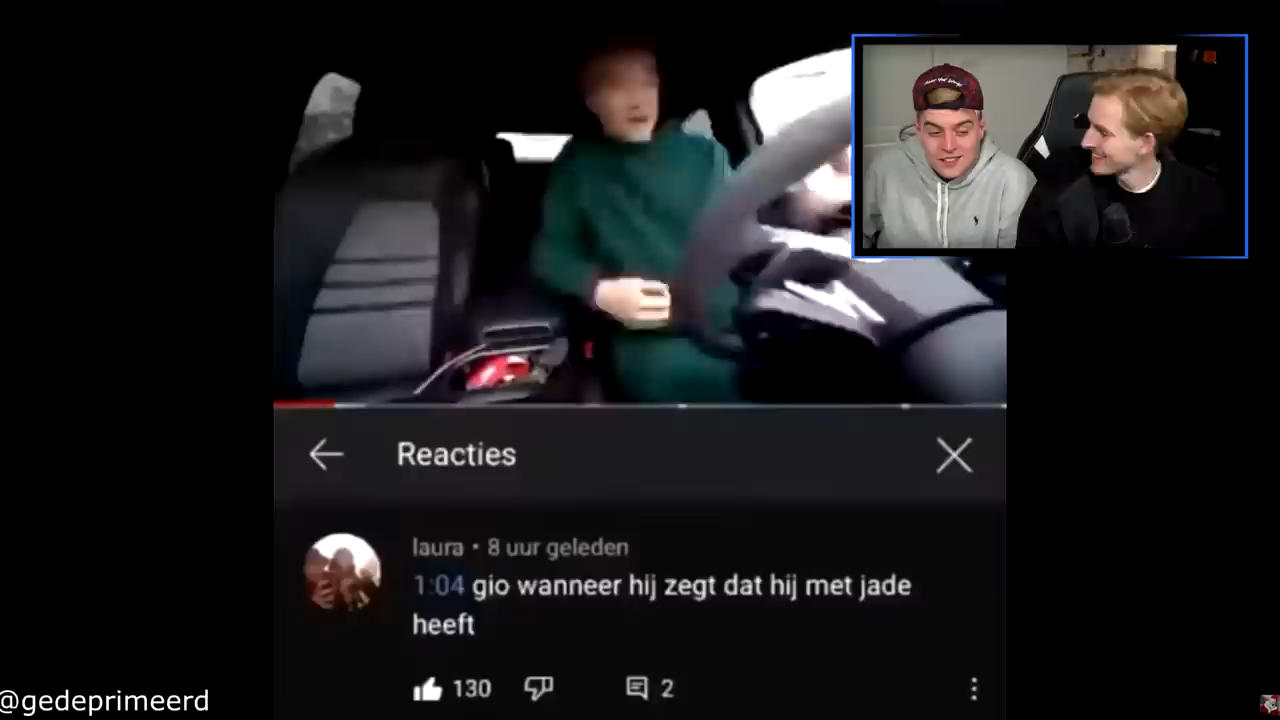 Reacties
laura • 8 uur geleden
1:04 gio wanneer hij zegt dat hij met jade
heeft
130
2
@gedeprimeerd